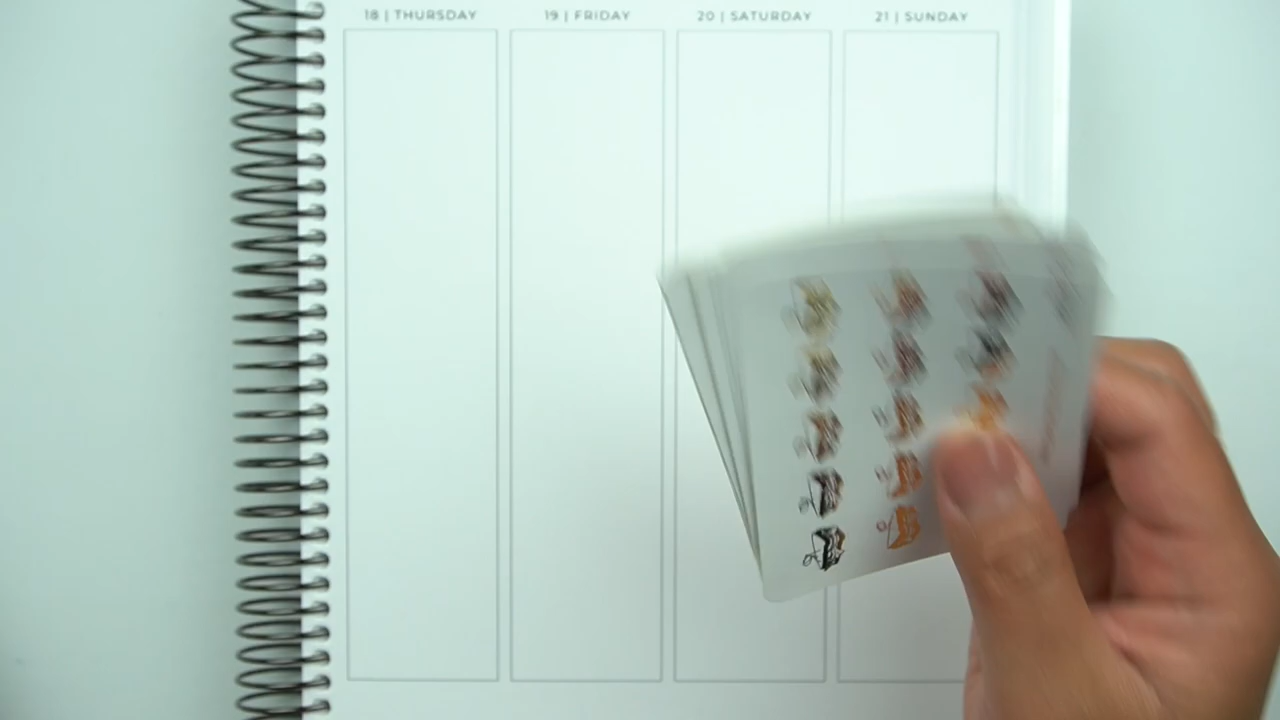 18 | THURSDAY
19 | FRIDAY
20 | SATURDAY
21 | SUNDAY